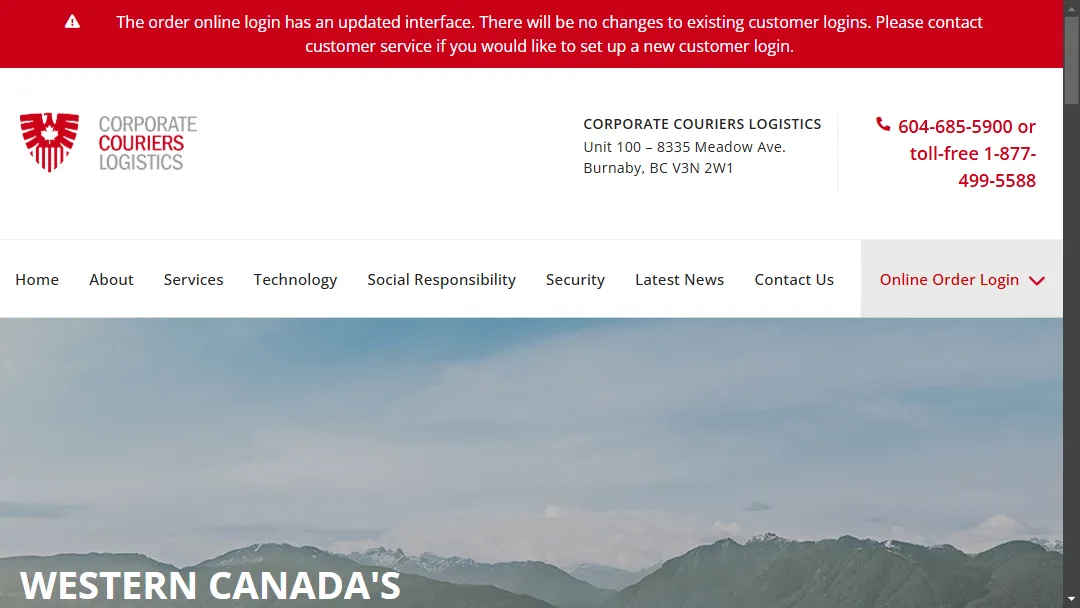 The order online login has an updated interface. There will be no changes to existing customer logins. Please contact
customer service if you would like to set up a new customer login.
CORPORATE
COURIERS
LOGISTICS
CORPORATE COURIERS LOGISTICS
Unit 100 – 8335 Meadow Ave.
Burnaby, BC V3N 2W1
604-685-5900 or
toll-free 1-877-
499-5588
Home About Services Technology Social Responsibility Security Latest News Contact Us Online Order Login
WESTERN CANADA'S